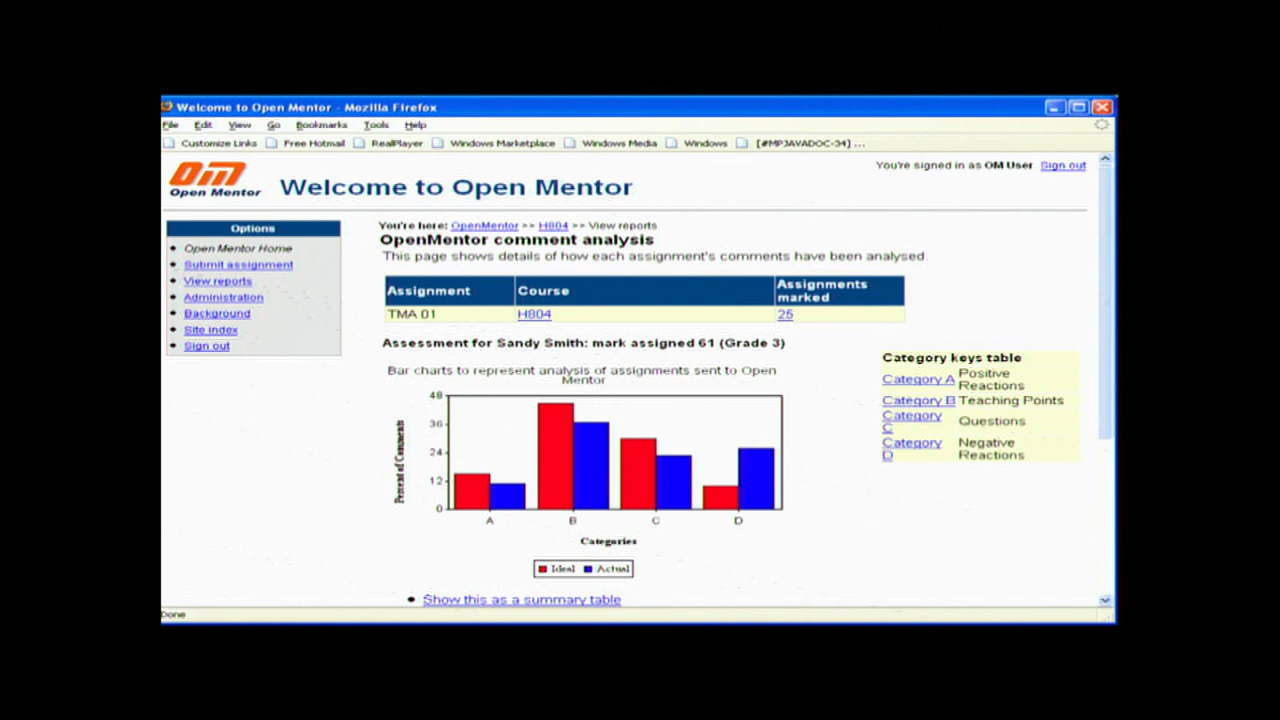 Welcome to Open Mentor - Mozilla Firefox
File Edit View Go Bookmarks Tools Help
Customize Links Free Hotmail RealPlayer Windows Marketplace Windows Media Windows [#MPJAVADOC-34] ...
You're signed in as OM User Sign out
OM
Open Mentor
Welcome to Open Mentor
Options
Open Mentor Home
Submit assignment
View reports
Administration
Background
Site index
Sign out
You're here: OpenMentor >> H804 >> View reports
OpenMentor comment analysis
This page shows details of how each assignment's comments have been analysed.
Assignment Course Assignments marked
TMA 01 H804 25
Assessment for Sandy Smith: mark assigned 61 (Grade 3)
Bar charts to represent analysis of assignments sent to Open
Mentor
48
36
24
12
0
Percent of Comments
A B C D
Categories
Ideal Actual
Show this as a summary table
Category keys table
Category A Positive Reactions
Category B Teaching Points
Category C Questions
Category D Negative Reactions
Done